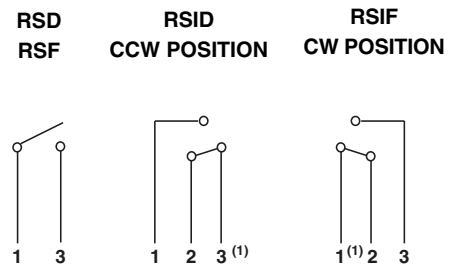 RSD
RSF
RSID
CCW POSITION
RSIF
CW POSITION
1 3
1 2 3 (1)
1 (1) 2 3